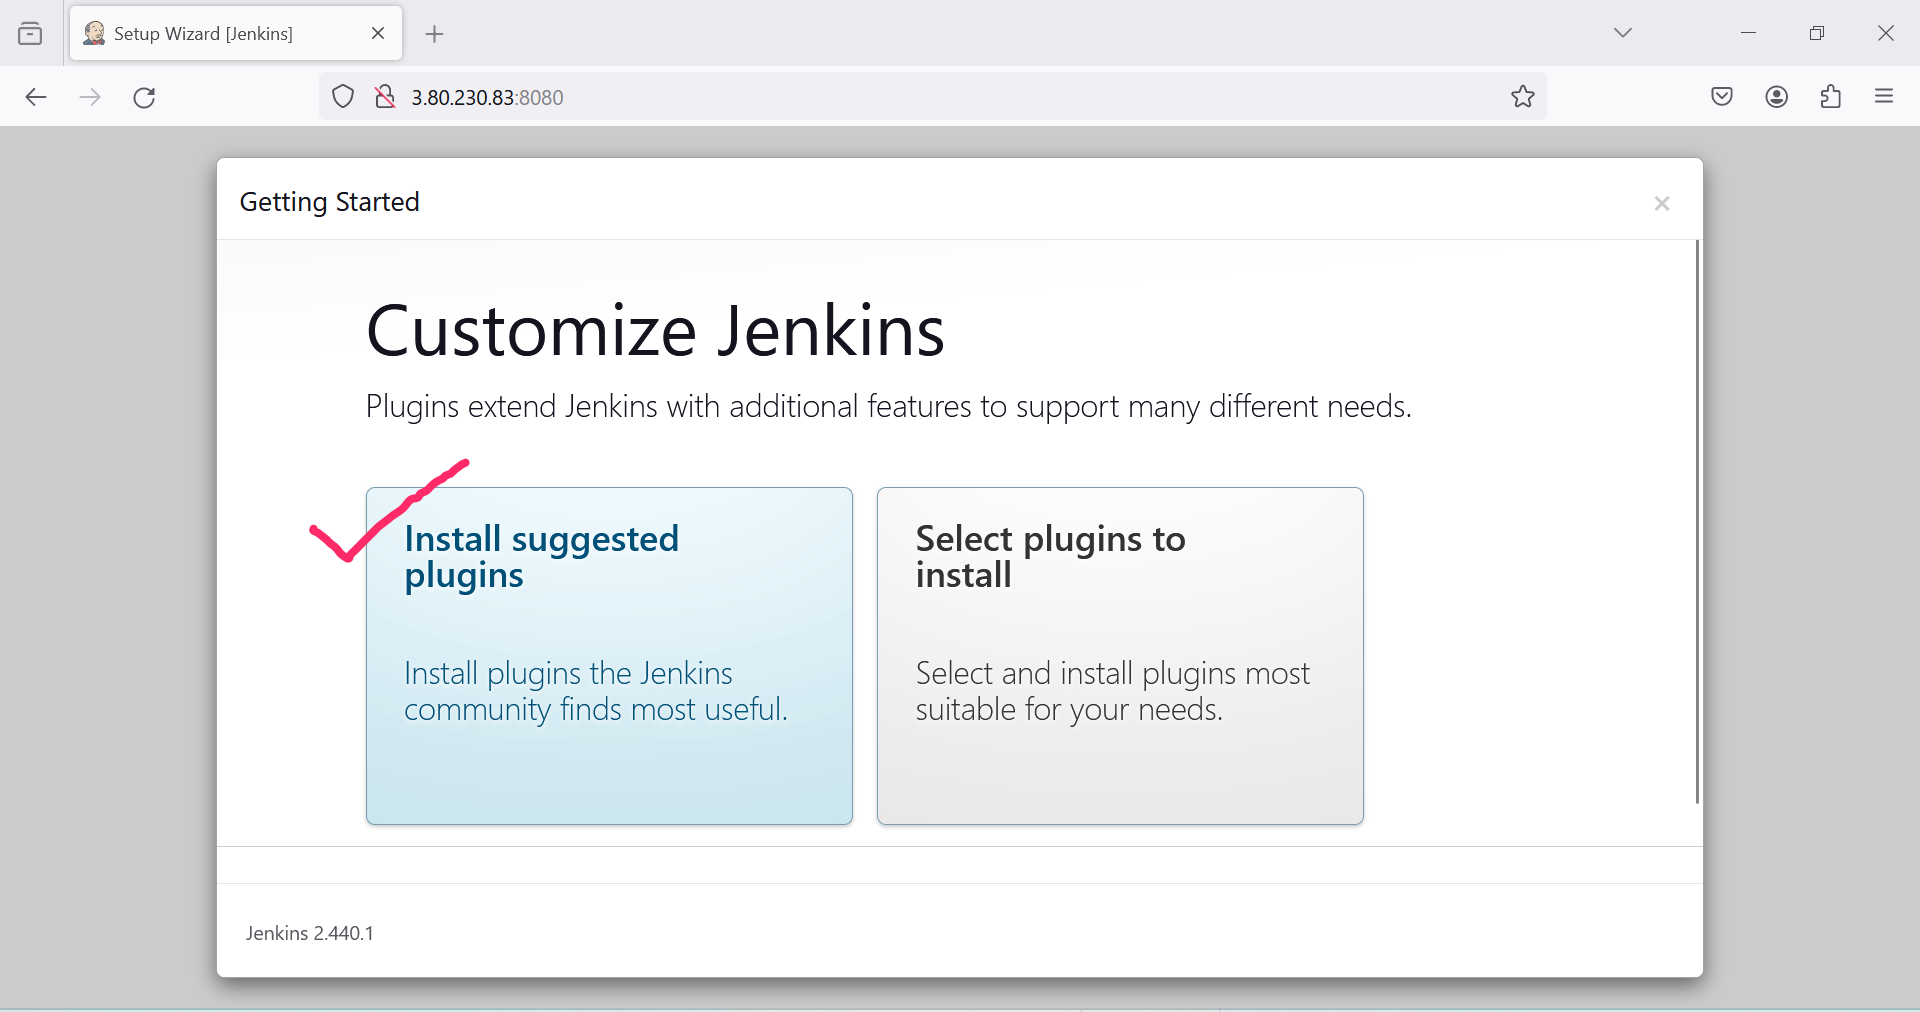 Setup Wizard [Jenkins]
3.80.230.83:8080
Getting Started
Customize Jenkins
Plugins extend Jenkins with additional features to support many different needs.
Install suggested
plugins
Install plugins the Jenkins
community finds most useful.
Select plugins to
install
Select and install plugins most
suitable for your needs.
Jenkins 2.440.1